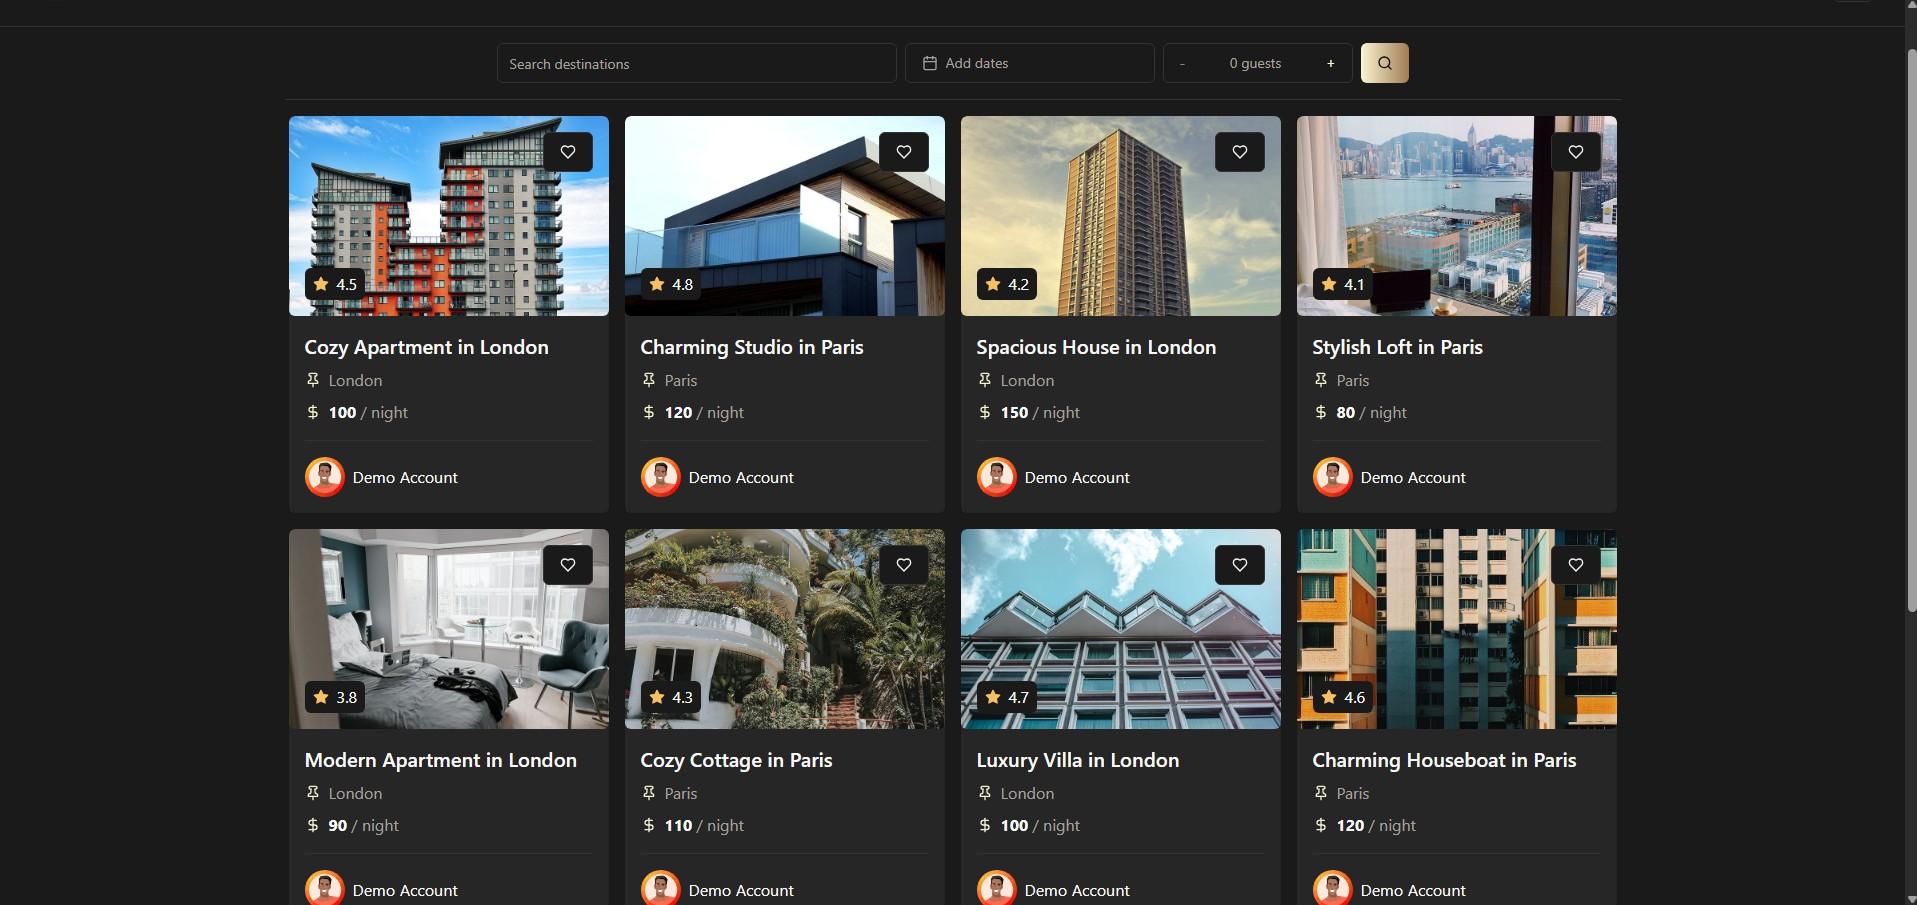 Search destinations
Add dates
- 0 guests +
4.5
4.8
4.2
4.1
Cozy Apartment in London
London
$ 100 / night
Demo Account
Charming Studio in Paris
Paris
$ 120 / night
Demo Account
Spacious House in London
London
$ 150 / night
Demo Account
Stylish Loft in Paris
Paris
$ 80 / night
Demo Account
3.8
4.3
4.7
4.6
Modern Apartment in London
London
$ 90 / night
Demo Account
Cozy Cottage in Paris
Paris
$ 110 / night
Demo Account
Luxury Villa in London
London
$ 100 / night
Demo Account
Charming Houseboat in Paris
Paris
$ 120 / night
Demo Account